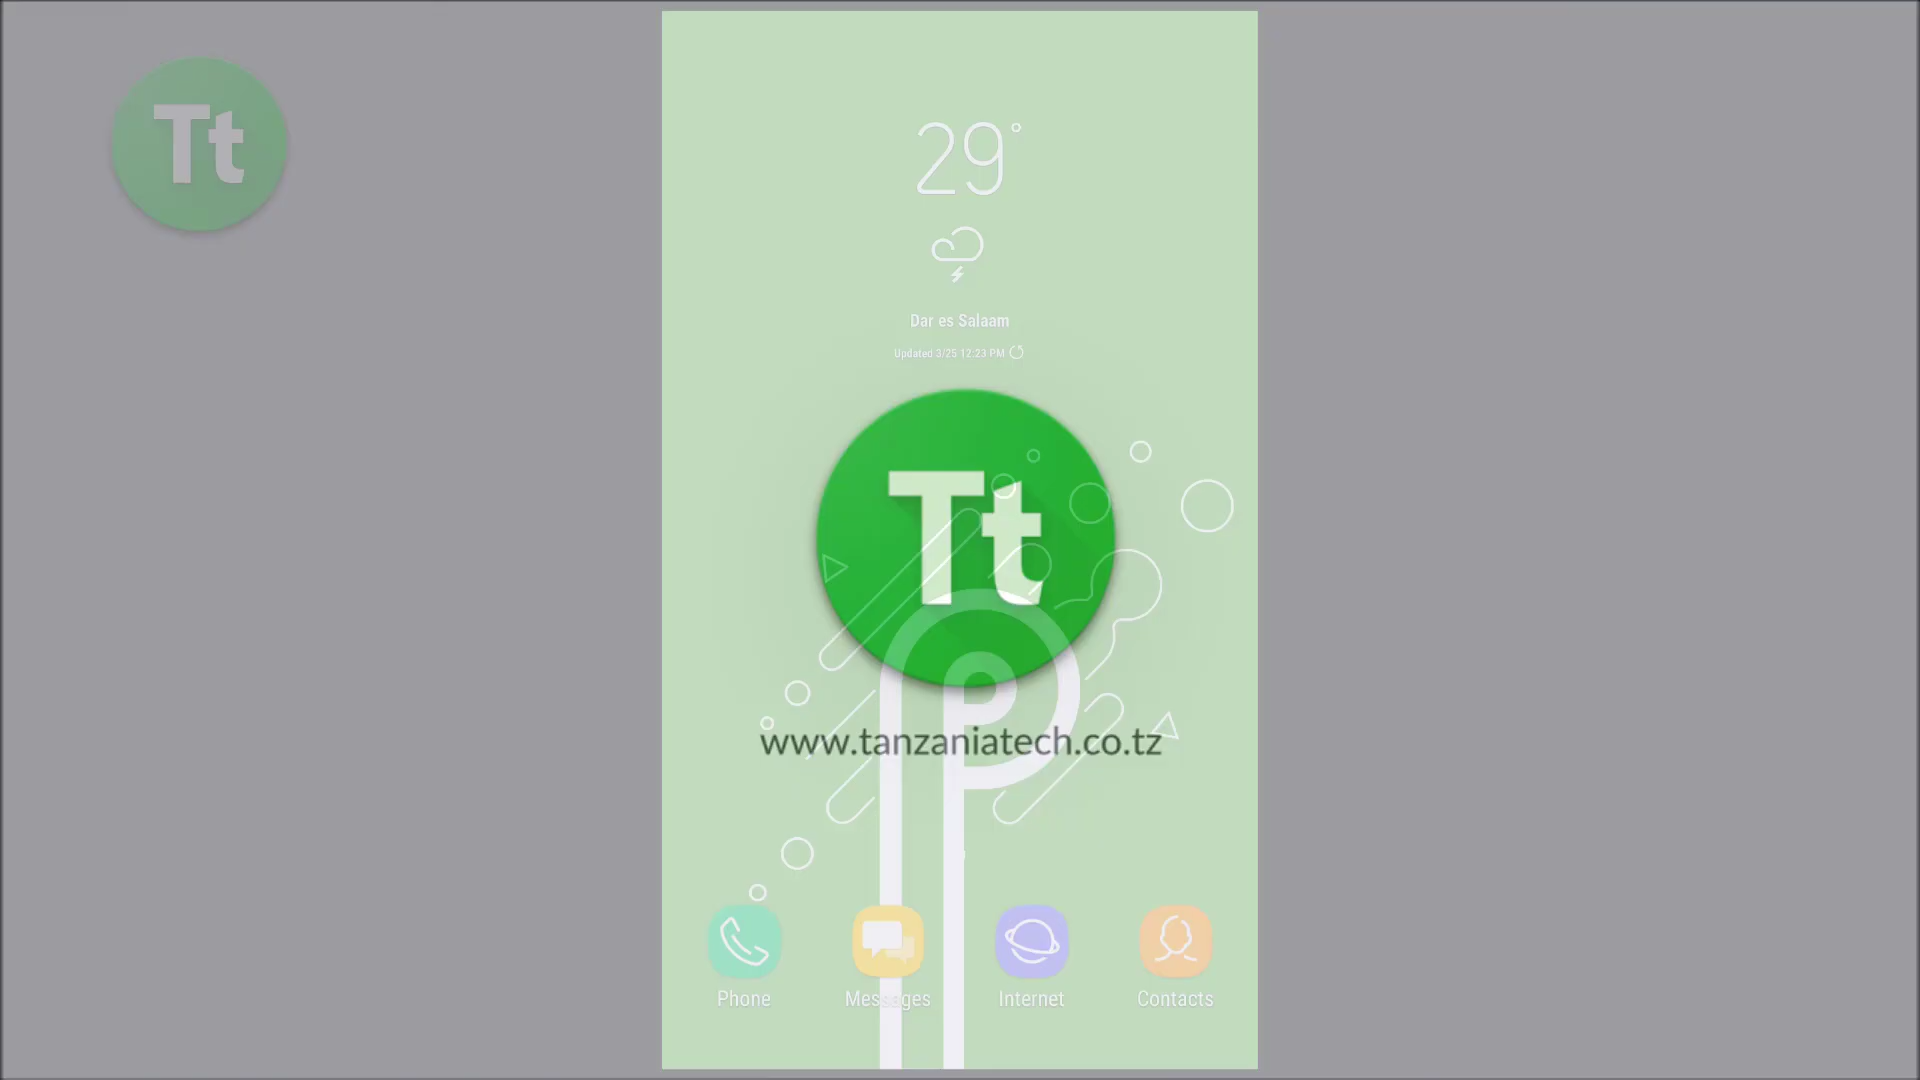 Tt
29°
Dar es Salaam
Updated 3/25 12:23 PM
Tt
www.tanzaniatech.co.tz
Phone
Messages
Internet
Contacts